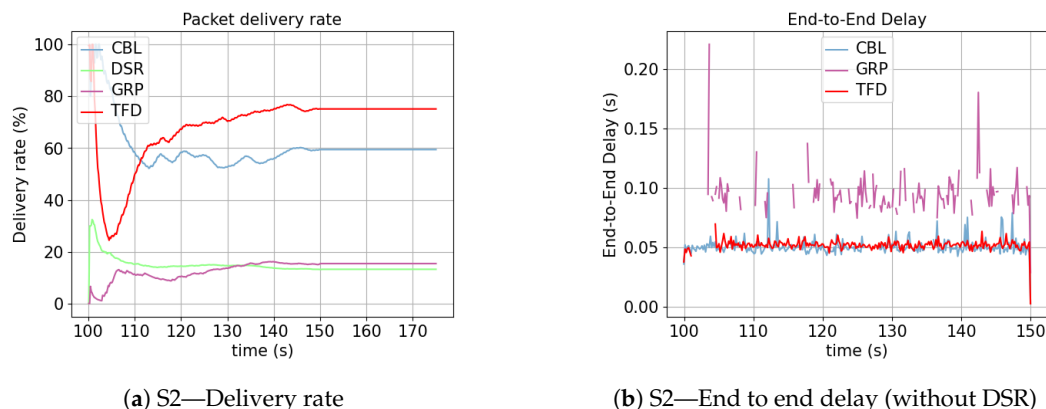 Packet delivery rate
100
80
60
40
20
0
Delivery rate (%)
CBL
DSR
GRP
TFD
100 110 120 130 140 150 160 170
time (s)
(a) S2—Delivery rate
End-to-End Delay
0.20
0.15
0.10
0.05
0.00
End-to-End Delay (s)
CBL
GRP
TFD
100 110 120 130 140 150
time (s)
(b) S2—End to end delay (without DSR)